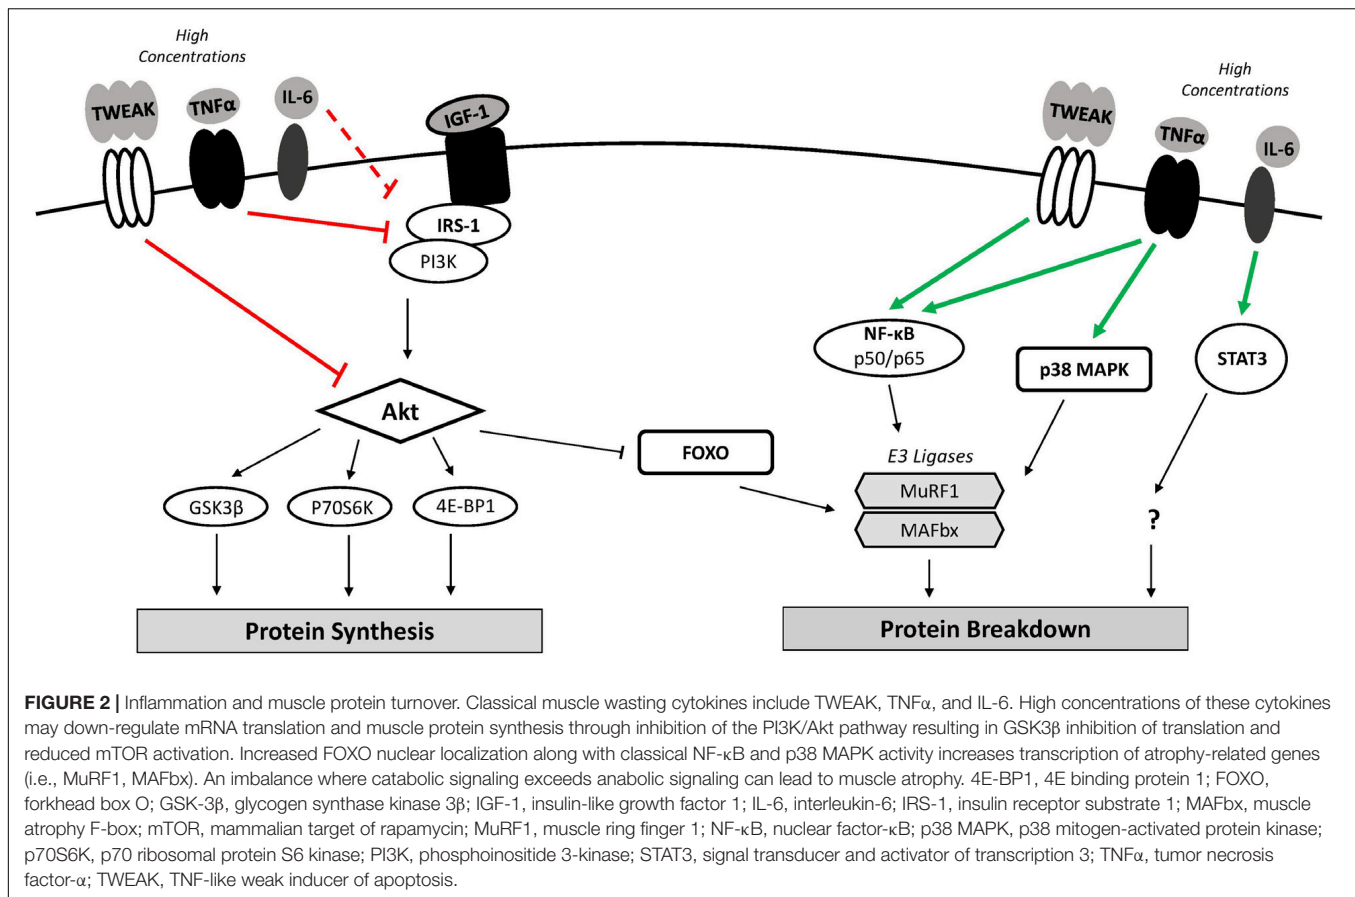 High
Concentrations
TWEAK
TNFα
IL-6
IGF-1
IRS-1
PI3K
Akt
GSK3β
P70S6K
4E-BP1
FOXO
Protein Synthesis
High
Concentrations
TWEAK
TNFα
IL-6
NF-κB
p50/p65
p38 MAPK
STAT3
E3 Ligases
MuRF1
MAFbx
?
Protein Breakdown
FIGURE 2 | Inflammation and muscle protein turnover. Classical muscle wasting cytokines include TWEAK, TNFα, and IL-6. High concentrations of these cytokines
may down-regulate mRNA translation and muscle protein synthesis through inhibition of the PI3K/Akt pathway resulting in GSK3β inhibition of translation and
reduced mTOR activation. Increased FOXO nuclear localization along with classical NF-κB and p38 MAPK activity increases transcription of atrophy-related genes
(i.e., MuRF1, MAFbx). An imbalance where catabolic signaling exceeds anabolic signaling can lead to muscle atrophy. 4E-BP1, 4E binding protein 1; FOXO,
forkhead box O; GSK-3β, glycogen synthase kinase 3β; IGF-1, insulin-like growth factor 1; IL-6, interleukin-6; IRS-1, insulin receptor substrate 1; MAFbx, muscle
atrophy F-box; mTOR, mammalian target of rapamycin; MuRF1, muscle ring finger 1; NF-κB, nuclear factor-κB; p38 MAPK, p38 mitogen-activated protein kinase;
p70S6K, p70 ribosomal protein S6 kinase; PI3K, phosphoinositide 3-kinase; STAT3, signal transducer and activator of transcription 3; TNFα, tumor necrosis
factor-α; TWEAK, TNF-like weak inducer of apoptosis.